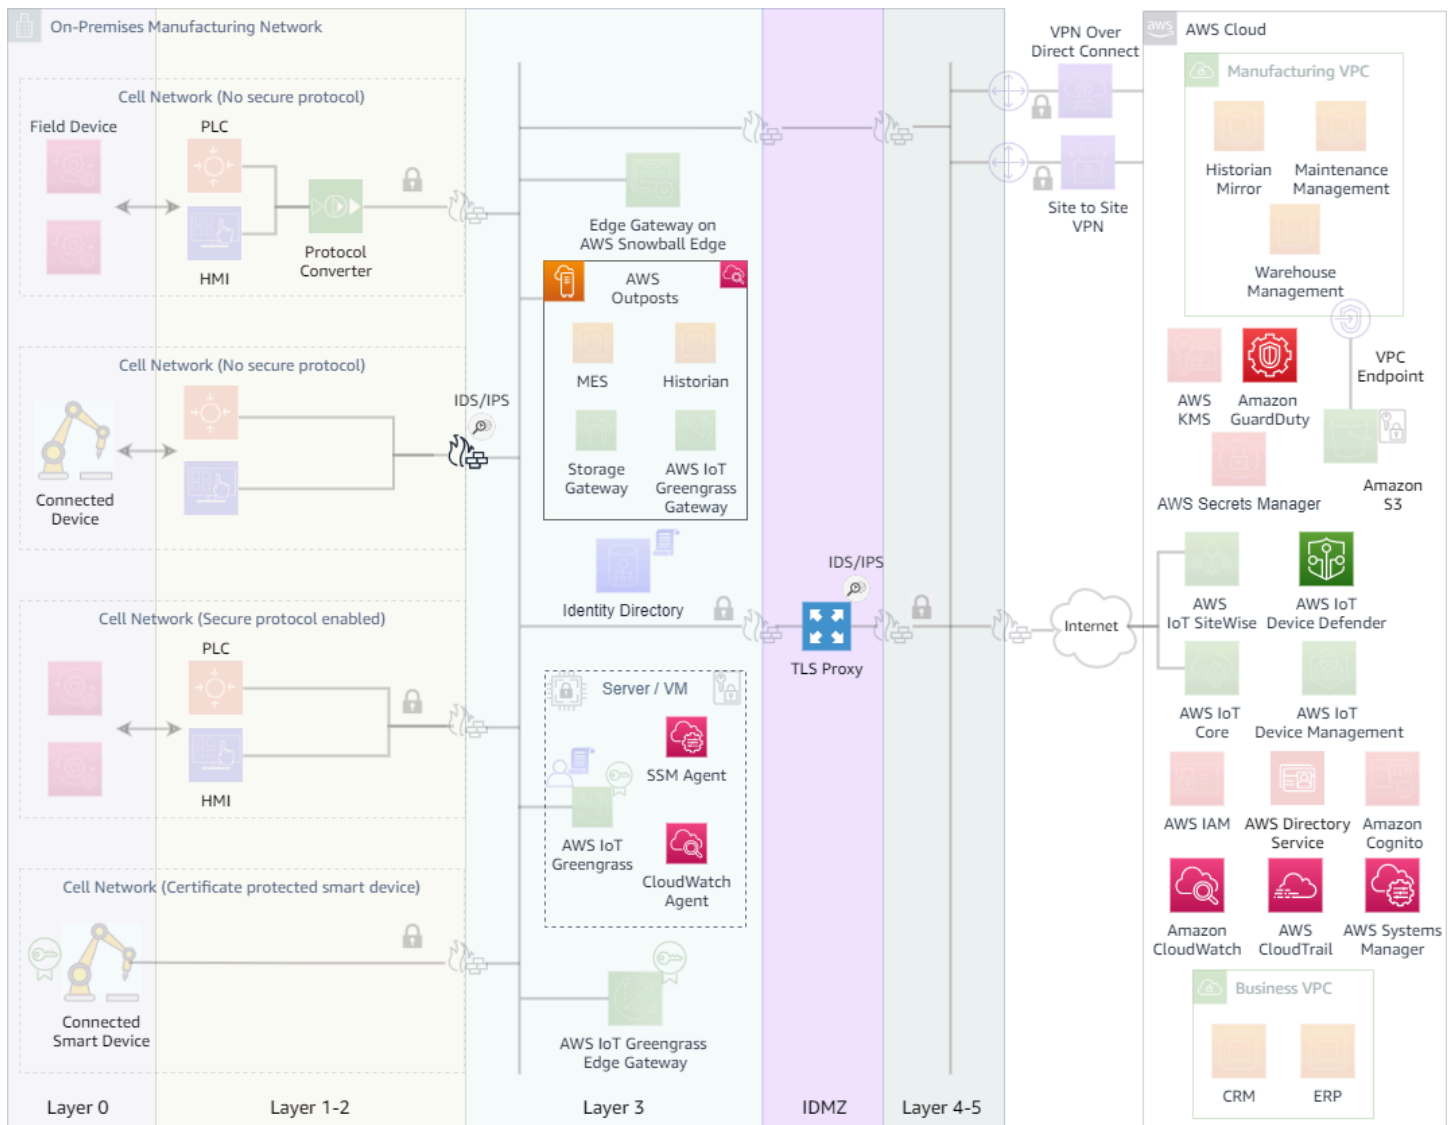 On-Premises Manufacturing Network
Cell Network (No secure protocol)
Field Device
PLC
HMI
Protocol
Converter
Cell Network (No secure protocol)
Connected
Device
IDS/IPS
Cell Network (Secure protocol enabled)
PLC
HMI
Cell Network (Certificate protected smart device)
Connected
Smart Device
Edge Gateway on
AWS Snowball Edge
AWS
Outposts
MES
Historian
Storage
Gateway
AWS IoT
Greengrass
Gateway
Identity Directory
Server / VM
SSM Agent
AWS IoT
Greengrass
CloudWatch
Agent
AWS IoT Greengrass
Edge Gateway
IDS/IPS
TLS Proxy
VPN Over
Direct Connect
Site to Site
VPN
Internet
aws
AWS Cloud
Manufacturing VPC
Historian
Mirror
Maintenance
Management
Warehouse
Management
VPC
Endpoint
AWS
KMS
Amazon
GuardDuty
AWS Secrets Manager
Amazon
S3
AWS
IoT SiteWise
AWS IoT
Device Defender
AWS IoT
Core
AWS IoT
Device Management
AWS IAM
AWS Directory
Service
Amazon
Cognito
Amazon
CloudWatch
AWS
CloudTrail
AWS Systems
Manager
Business VPC
CRM
ERP
Layer 0
Layer 1-2
Layer 3
IDMZ
Layer 4-5